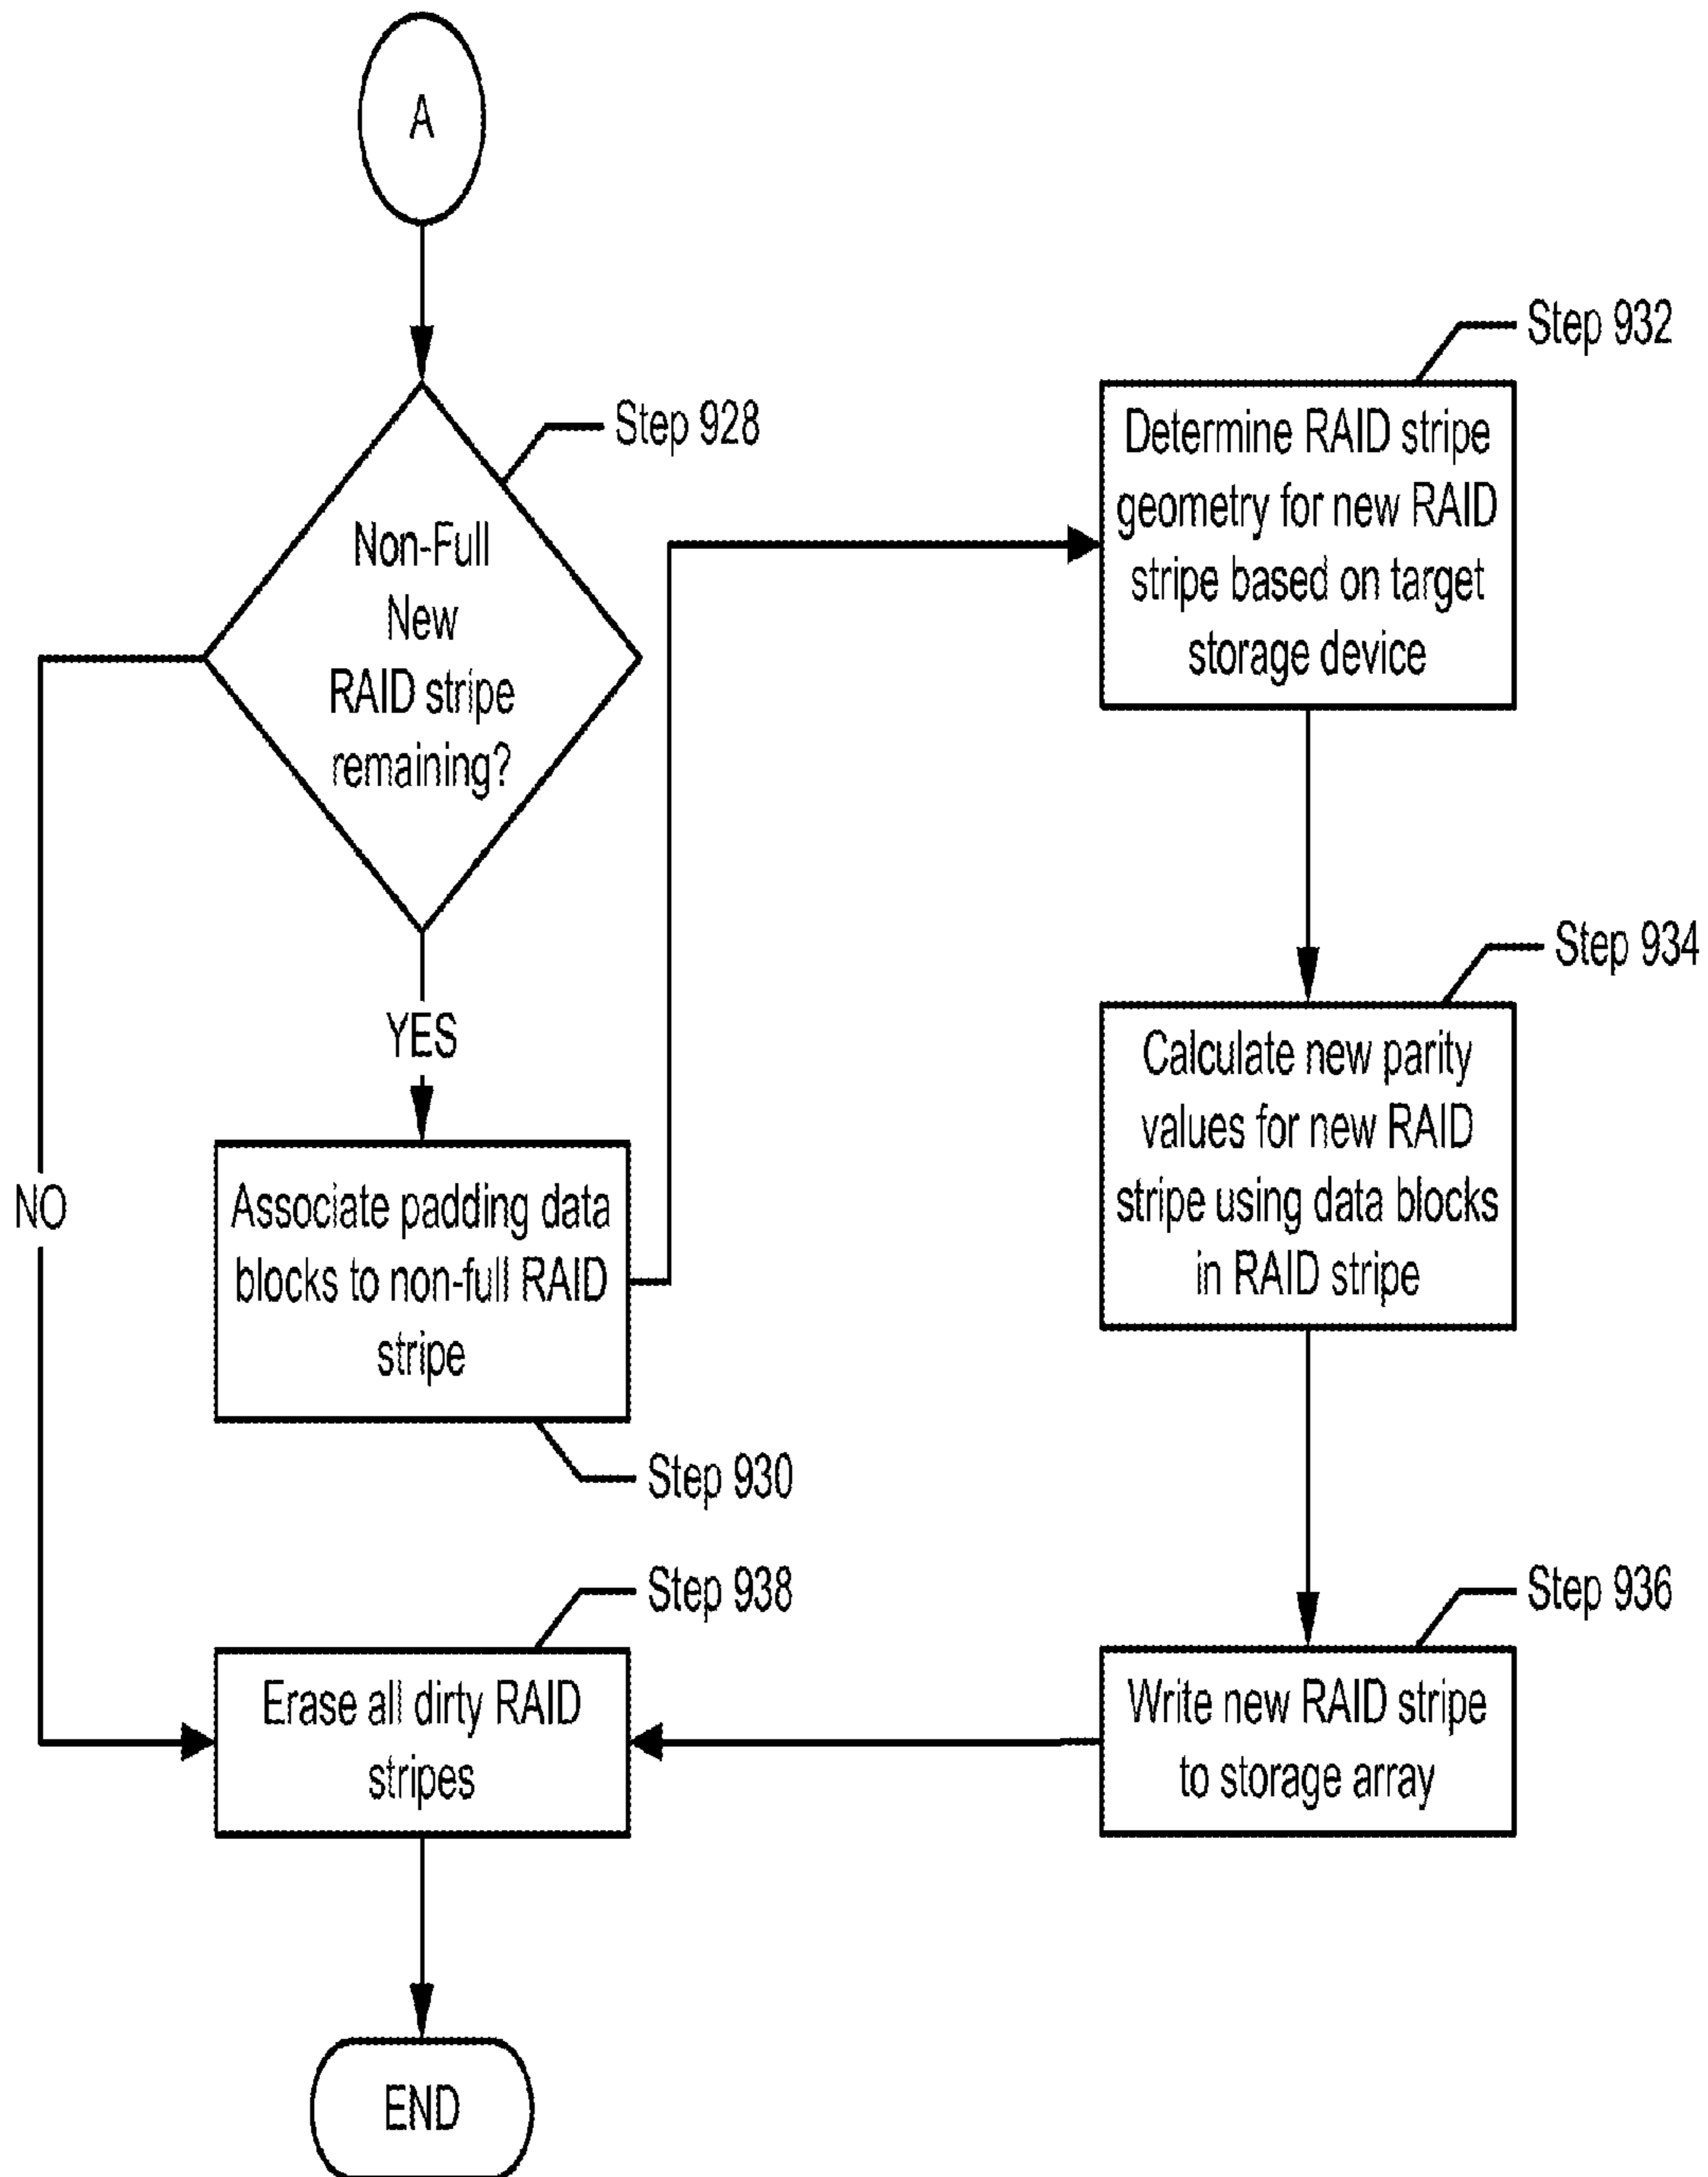 A
Step 928
Non-Full
New
RAID stripe
remaining?
YES
NO
Associate padding data
blocks to non-full RAID
stripe
Step 930
Step 932
Determine RAID stripe
geometry for new RAID
stripe based on target
storage device
Step 934
Calculate new parity
values for new RAID
stripe using data blocks
in RAID stripe
Step 936
Write new RAID stripe
to storage array
Step 938
Erase all dirty RAID
stripes
END